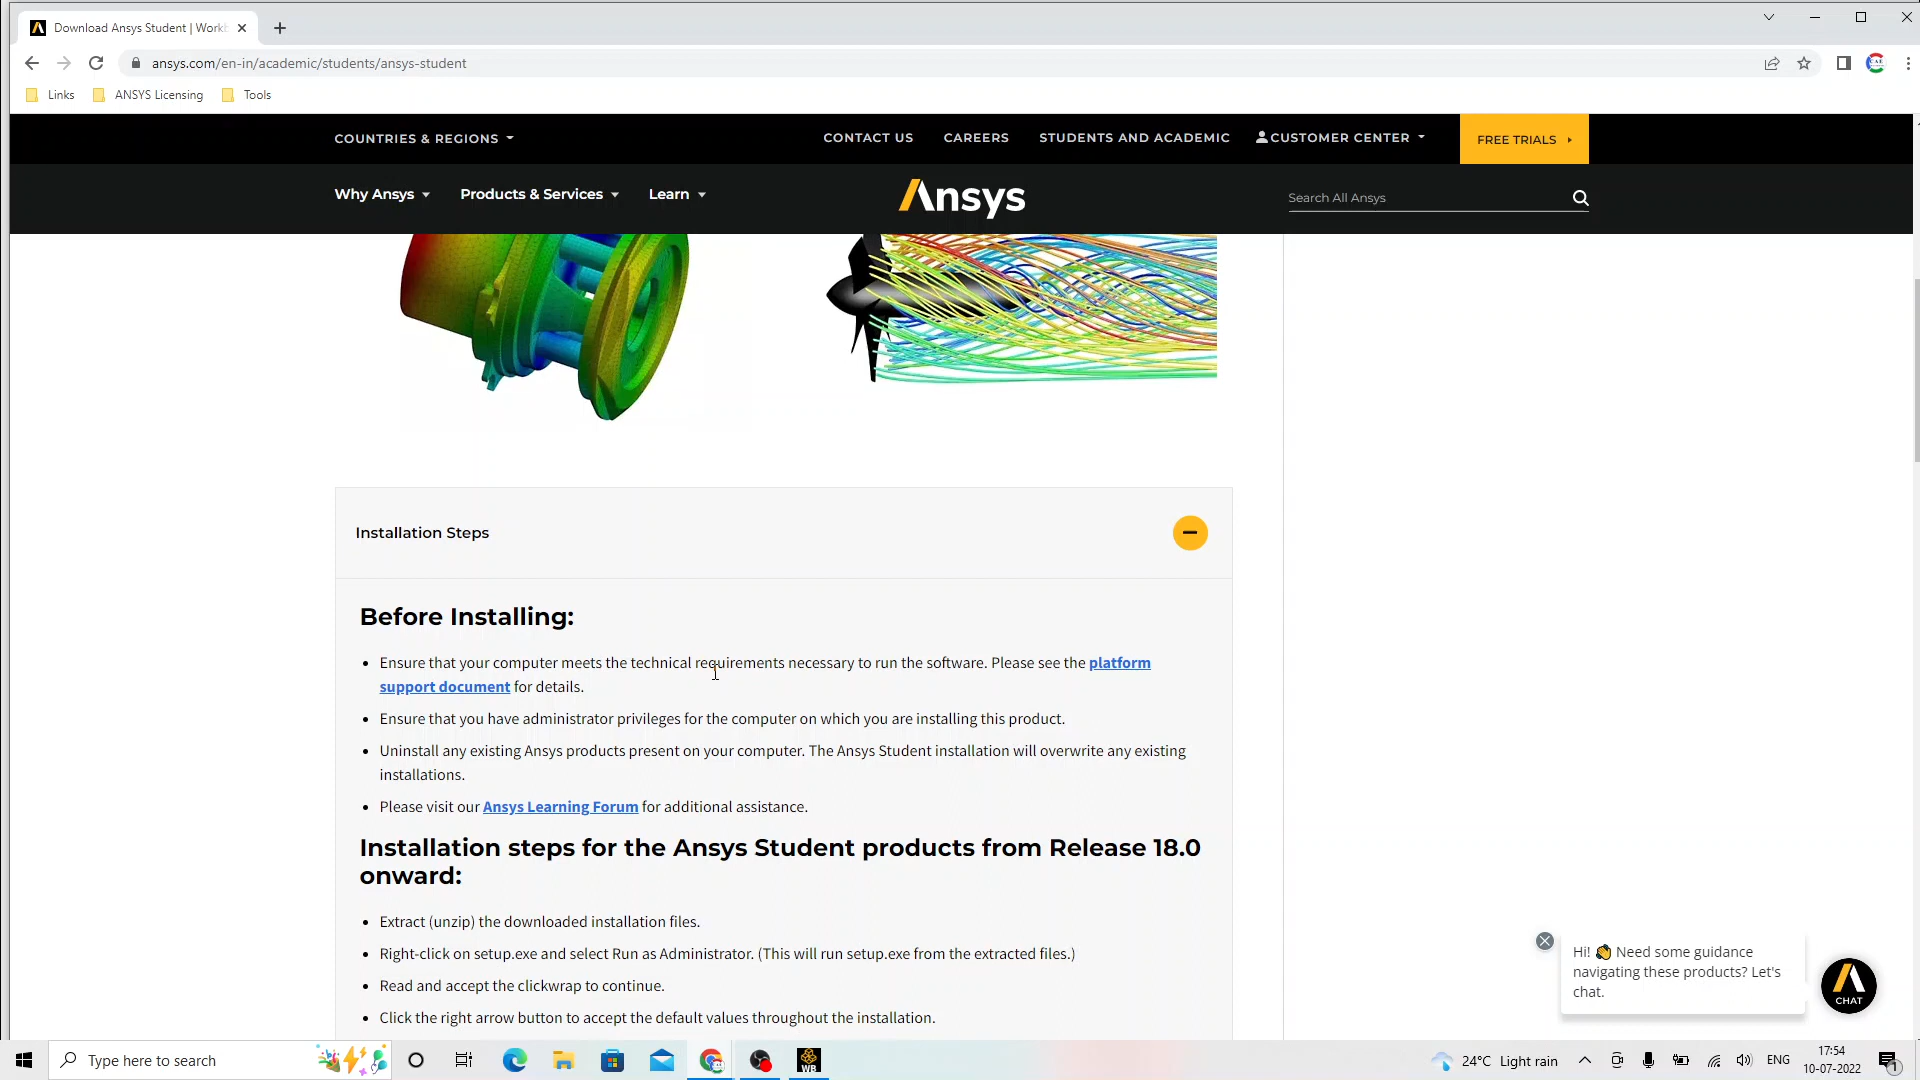 Download Ansys Student | Workb
ansys.com/en-in/academic/students/ansys-student
Links ANSYS Licensing Tools
COUNTRIES & REGIONS CONTACT US CAREERS STUDENTS AND ACADEMIC CUSTOMER CENTER FREE TRIALS
Why Ansys Products & Services Learn Ansys Search All Ansys
Installation Steps
Before Installing:
• Ensure that your computer meets the technical requirements necessary to run the software. Please see the platform
support document for details.
• Ensure that you have administrator privileges for the computer on which you are installing this product.
• Uninstall any existing Ansys products present on your computer. The Ansys Student installation will overwrite any existing
installations.
• Please visit our Ansys Learning Forum for additional assistance.
Installation steps for the Ansys Student products from Release 18.0
onward:
• Extract (unzip) the downloaded installation files.
• Right-click on setup.exe and select Run as Administrator. (This will run setup.exe from the extracted files.)
• Read and accept the clickwrap to continue.
• Click the right arrow button to accept the default values throughout the installation.
Hi! 👋 Need some guidance
navigating these products? Let's
chat.
CHAT
Type here to search WB 24°C Light rain ENG 17:54
10-07-2022 1